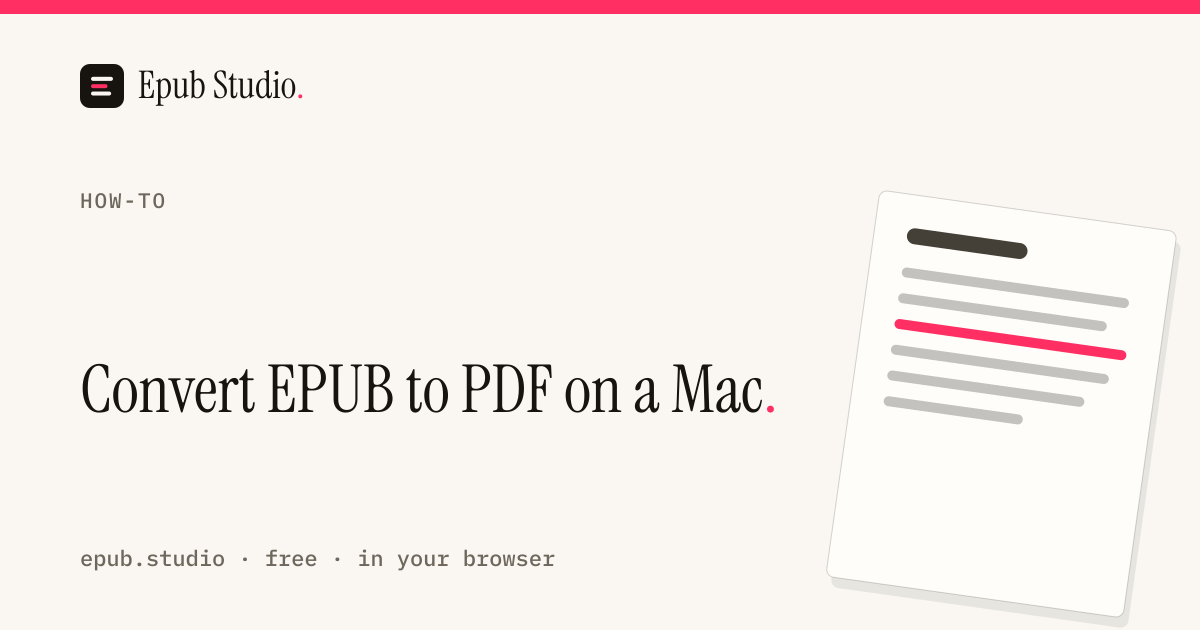 Epub Studio.
HOW-TO
Convert EPUB to PDF on a Mac.
epub.studio · free · in your browser